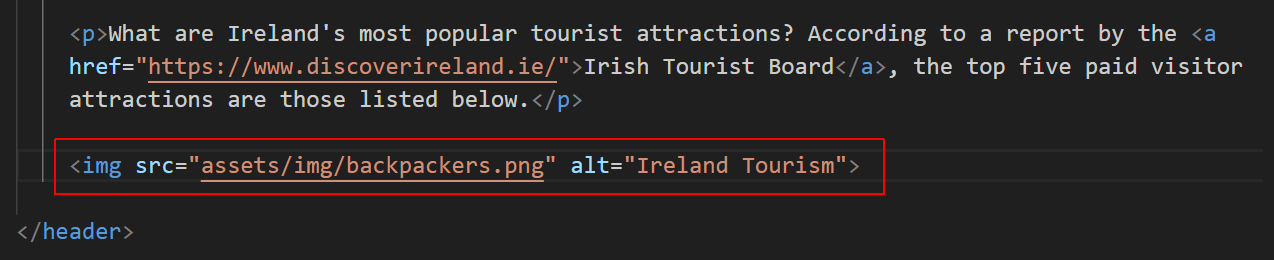 <p>What are Ireland's most popular tourist attractions? According to a report by the <a
href="https://www.discoverireland.ie/">Irish Tourist Board</a>, the top five paid visitor
attractions are those listed below.</p>
<img src="assets/img/backpackers.png" alt="Ireland Tourism">
</header>